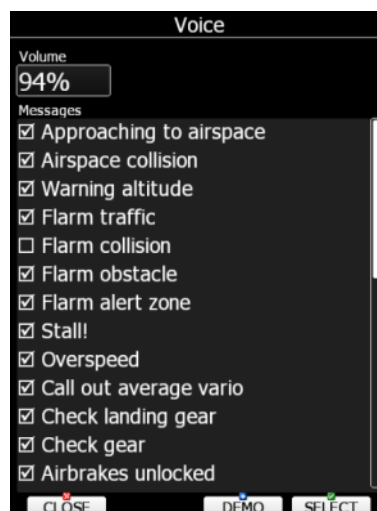 Voice
Volume
94%
Messages
Approaching to airspace
Airspace collision
Warning altitude
Flarm traffic
Flarm collision
Flarm obstacle
Flarm alert zone
Stall!
Overspeed
Call out average vario
Check landing gear
Check gear
Airbrakes unlocked
CLOSE DEMO SELECT